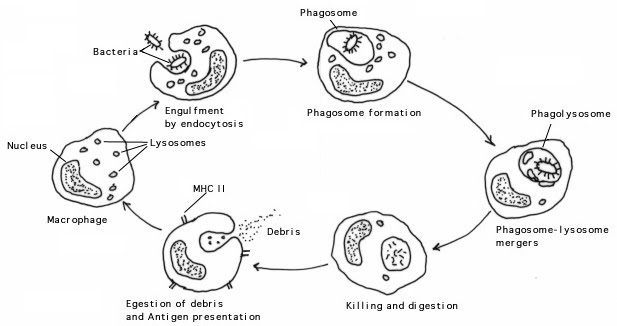 Phagosome
Bacteria
Engulfment
by endocytosis
Phagosome formation
Phagolysosome
Nucleus
Lysosomes
Macrophage
MHC II
Debris
Phagosome-lysosome
mergers
Egestion of debris
and Antigen presentation
Killing and digestion